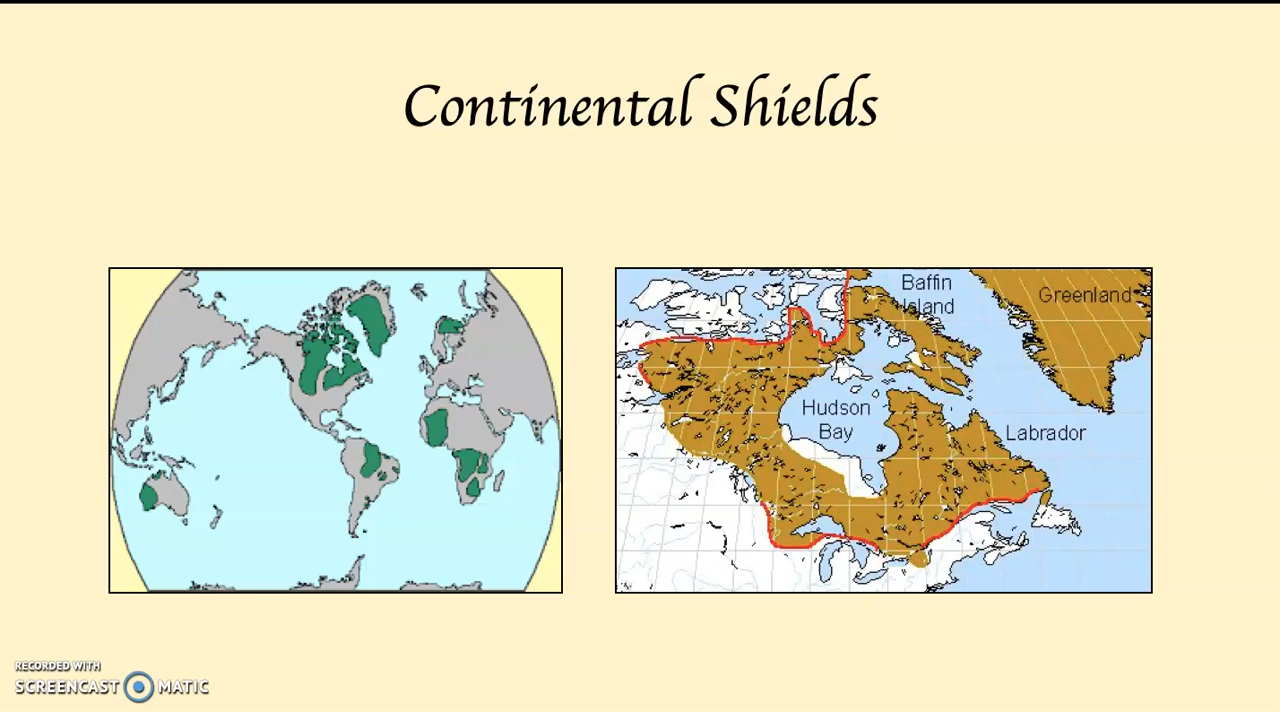 Continental Shields
Baffin
Island
Greenland
Hudson
Bay
Labrador
RECORDED WITH
SCREENCAST MATIC